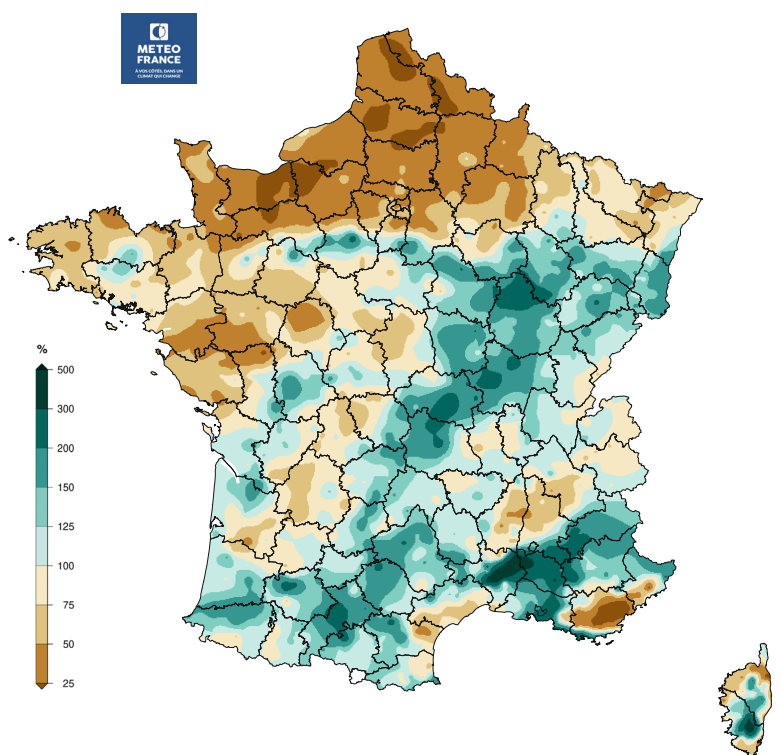 METEO
FRANCE
À VOS CÔTÉS, DANS UN
CLIMAT QUI CHANGE
%
500
300
200
150
125
100
75
50
25